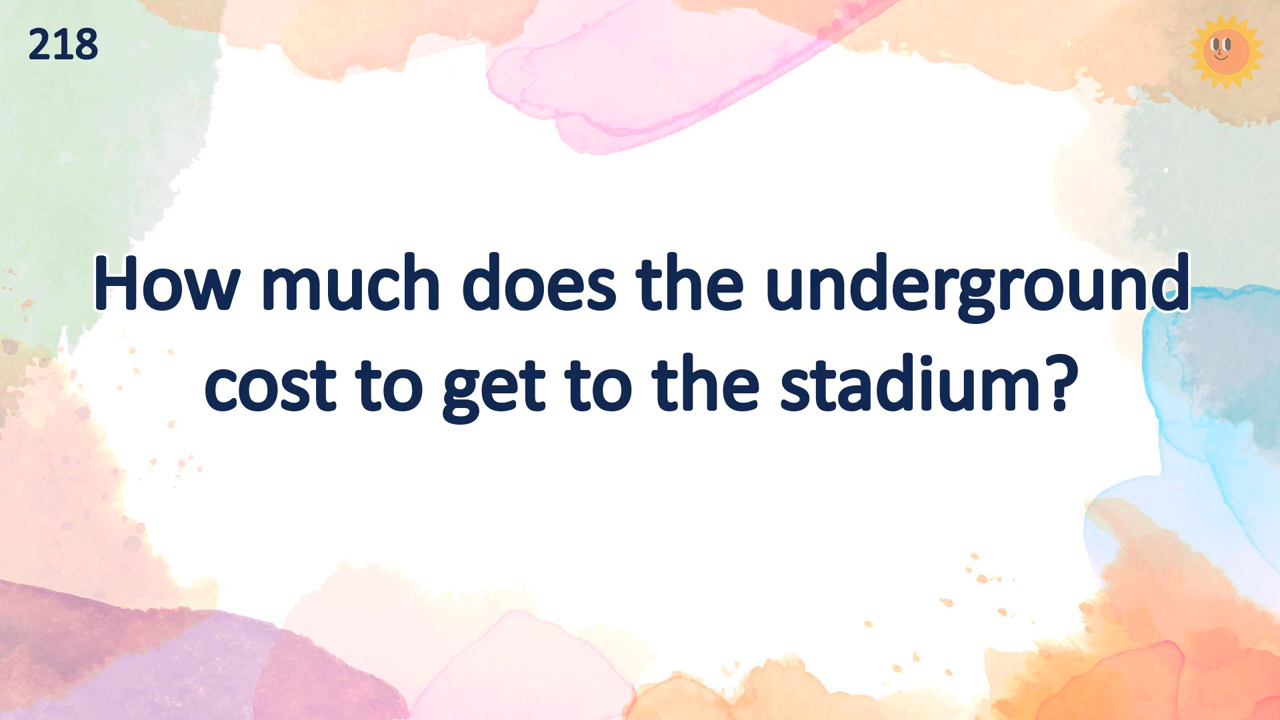 218
How much does the underground
cost to get to the stadium?